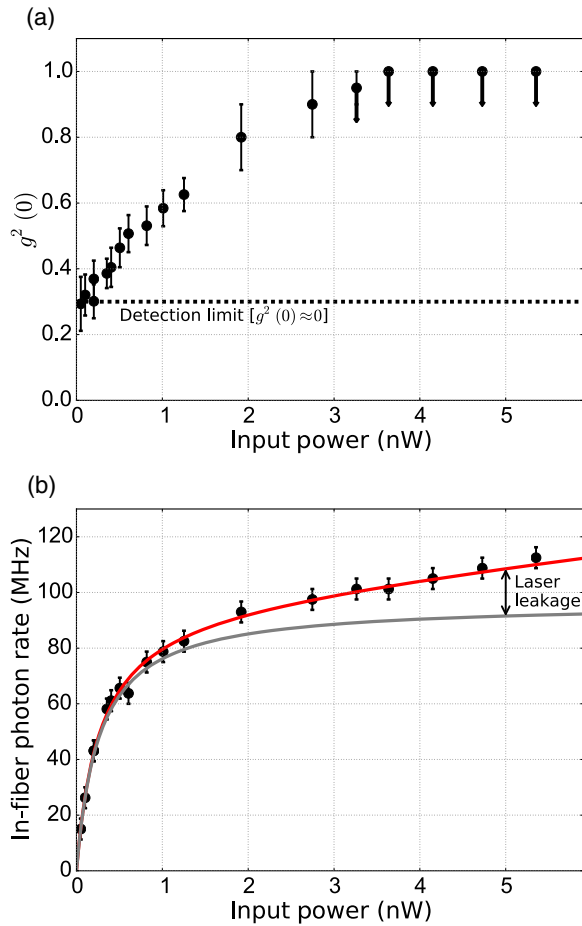 (a)
1.0
0.8
0.6
0.4
0.2
0.0
g² (0)
Detection limit [g² (0) ≈0]
0 1 2 3 4 5
Input power (nW)
(b)
120
100
80
60
40
20
0
In-fiber photon rate (MHz)
Laser
leakage
0 1 2 3 4 5
Input power (nW)